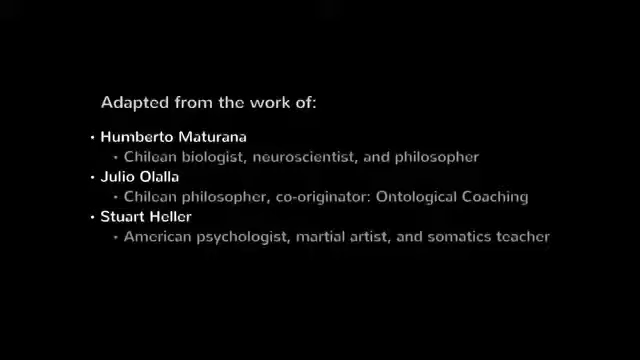 Adapted from the work of:
• Humberto Maturana
• Chilean biologist, neuroscientist, and philosopher
• Julio Olalla
• Chilean philosopher, co-originator: Ontological Coaching
• Stuart Heller
• American psychologist, martial artist, and somatics teacher